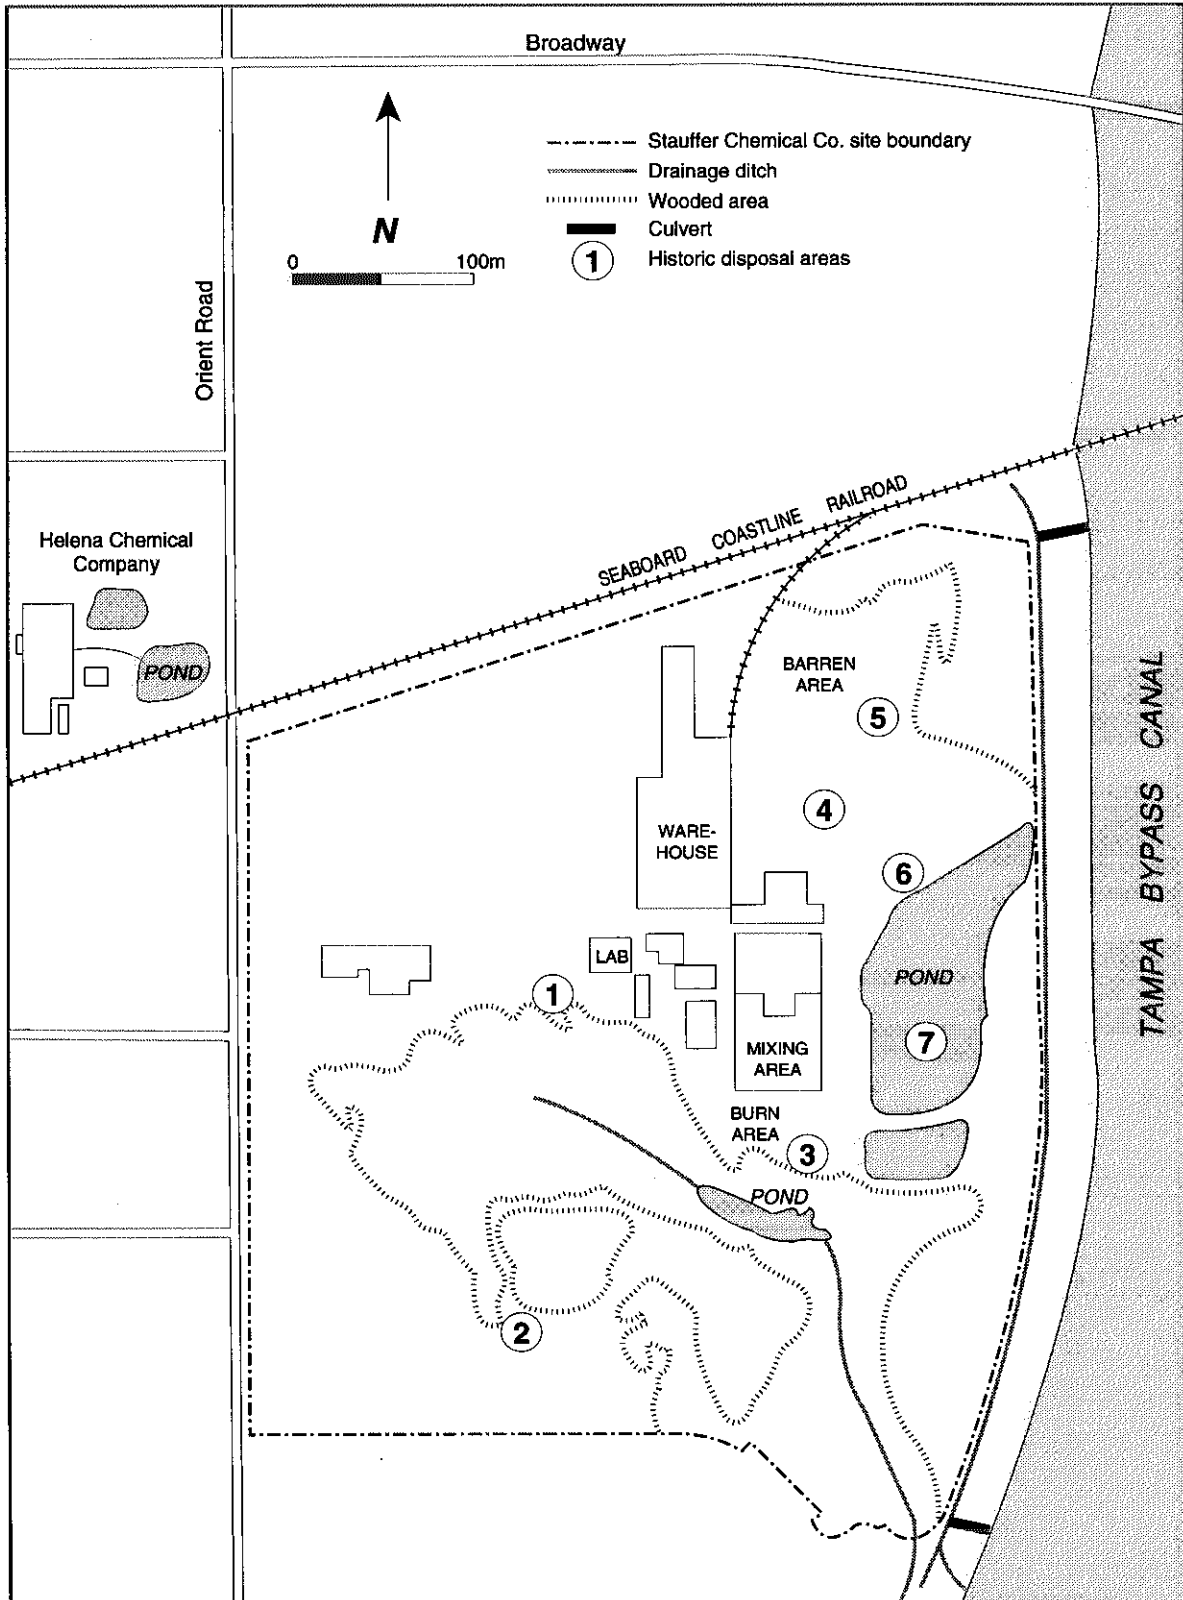 Broadway
Stauffer Chemical Co. site boundary
Drainage ditch
Wooded area
Culvert
1
Historic disposal areas
N
0
100m
Orient Road
SEABOARD COASTLINE RAILROAD
Helena Chemical
Company
POND
BARREN
AREA
5
4
WARE-
HOUSE
6
TAMPA BYPASS CANAL
LAB
POND
1
7
MIXING
AREA
BURN
AREA
3
POND
2